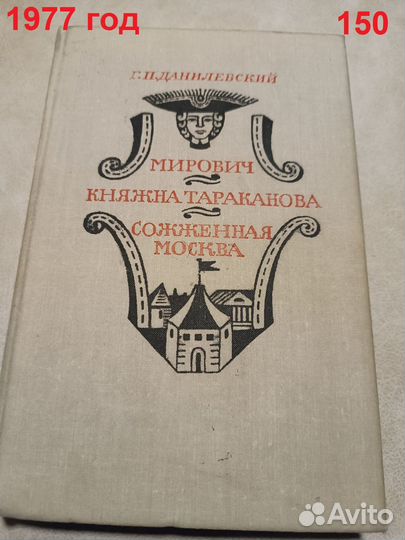 1977 год 150
Г.П.ДАНИЛЕВСКИЙ
МИРОВИЧ
КНЯЖНА ТАРАКАНОВА
СОЖЖЕННАЯ
МОСКВА
Avito